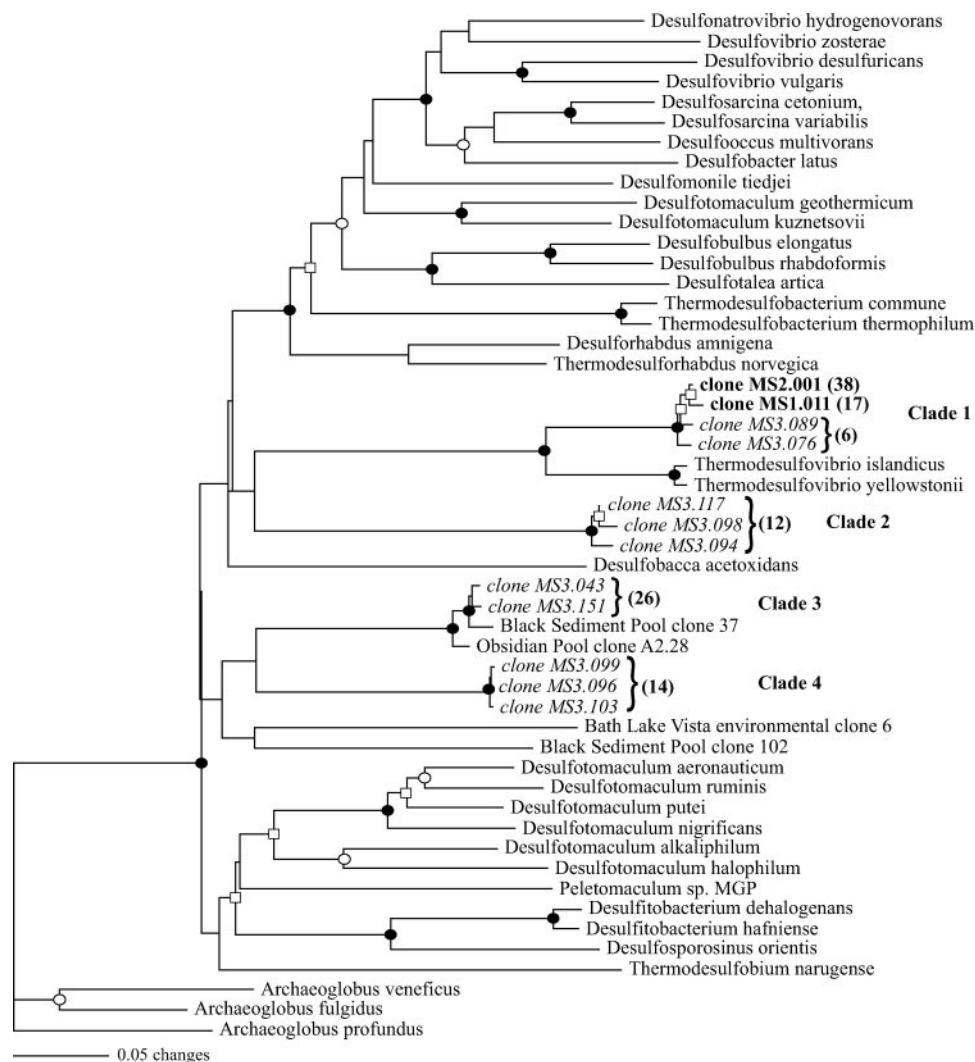 Desulfonatrovibrio hydrogenovorans
Desulfovibrio zosterae
Desulfovibrio desulfuricans
Desulfovibrio vulgaris
Desulfosarcina cetonium,
Desulfosarcina variabilis
Desulfooccus multivorans
Desulfobacter latus
Desulfomonile tiedjei
Desulfotomaculum geothermicum
Desulfotomaculum kuznetsovii
Desulfobulbus elongatus
Desulfobulbus rhabdoformis
Desulfotalea artica
Thermodesulfobacterium commune
Thermodesulfobacterium thermophilum
Desulforhabdus amnigena
Thermodesulforhabdus norvegica
clone MS2.001 (38)
clone MS1.011 (17) Clade 1
clone MS3.089
(6)
clone MS3.076
Thermodesulfovibrio islandicus
Thermodesulfovibrio yellowstonii
clone MS3.117
clone MS3.098 (12) Clade 2
clone MS3.094
Desulfobacca acetoxidans
clone MS3.043
(26) Clade 3
clone MS3.151
Black Sediment Pool clone 37
Obsidian Pool clone A2.28
clone MS3.099
clone MS3.096 (14) Clade 4
clone MS3.103
Bath Lake Vista environmental clone 6
Black Sediment Pool clone 102
Desulfotomaculum aeronauticum
Desulfotomaculum ruminis
Desulfotomaculum putei
Desulfotomaculum nigrificans
Desulfotomaculum alkaliphilum
Desulfotomaculum halophilum
Peletomaculum sp. MGP
Desulfitobacterium dehalogenans
Desulfitobacterium hafniense
Desulfosporosinus orientis
Thermodesulfobium narugense
Archaeoglobus veneficus
Archaeoglobus fulgidus
Archaeoglobus profundus
0.05 changes